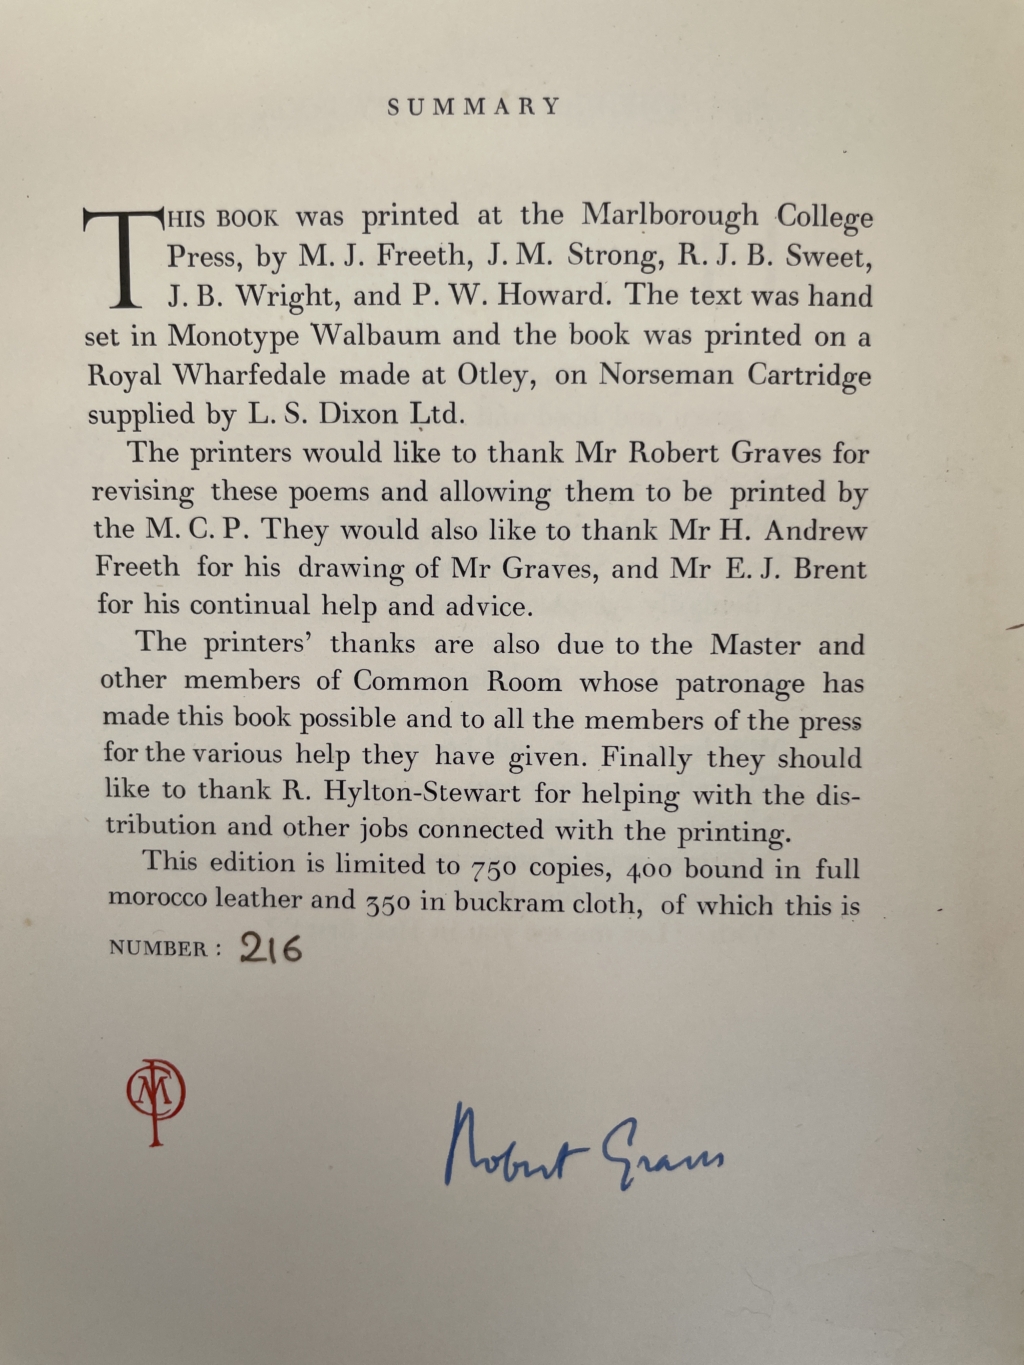 SUMMARY
THIS BOOK was printed at the Marlborough College
Press, by M. J. Freeth, J. M. Strong, R. J. B. Sweet,
J. B. Wright, and P. W. Howard. The text was hand
set in Monotype Walbaum and the book was printed on a
Royal Wharfedale made at Otley, on Norseman Cartridge
supplied by L. S. Dixon Ltd.
The printers would like to thank Mr Robert Graves for
revising these poems and allowing them to be printed by
the M. C. P. They would also like to thank Mr H. Andrew
Freeth for his drawing of Mr Graves, and Mr E. J. Brent
for his continual help and advice.
The printers' thanks are also due to the Master and
other members of Common Room whose patronage has
made this book possible and to all the members of the press
for the various help they have given. Finally they should
like to thank R. Hylton-Stewart for helping with the dis-
tribution and other jobs connected with the printing.
This edition is limited to 750 copies, 400 bound in full
morocco leather and 350 in buckram cloth, of which this is
NUMBER: 216
MCP
Robert Graves